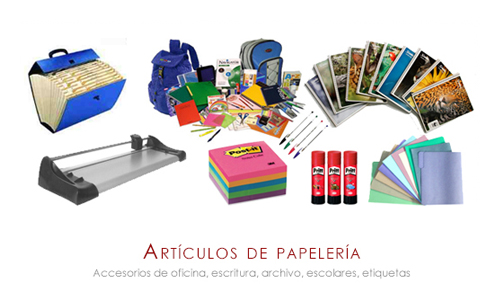 Post-it
Pritt
Pritt
Pritt
ARTÍCULOS DE PAPELERÍA
Accesorios de oficina, escritura, archivo, escolares, etiquetas